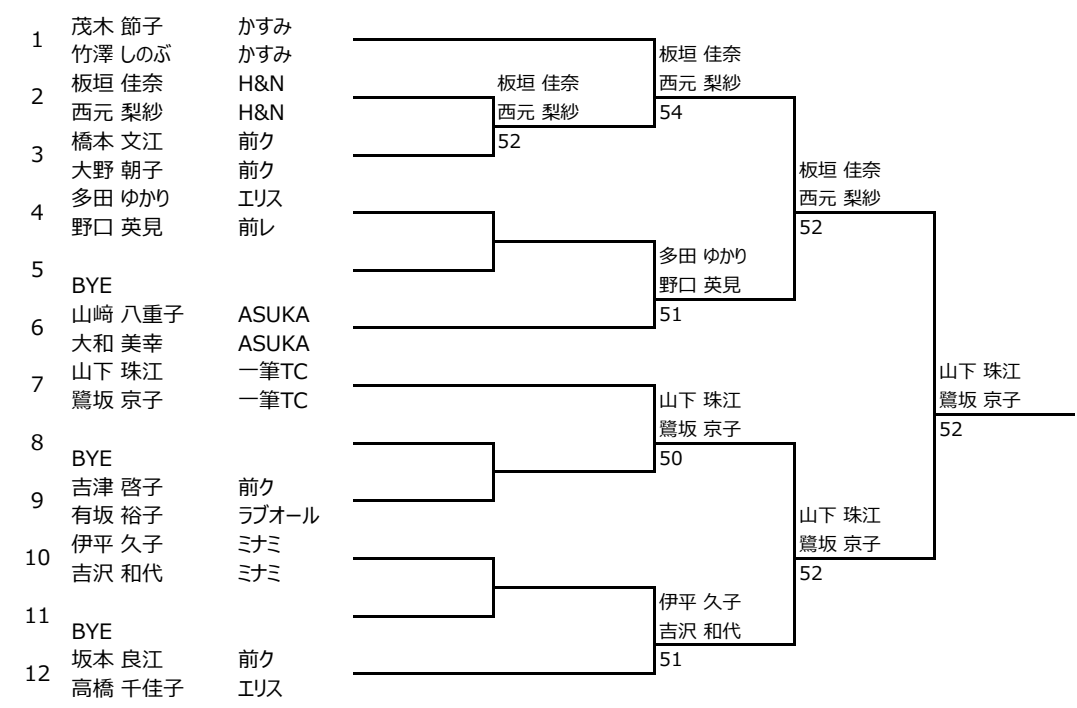 1
茂木 節子 かすみ
竹澤 しのぶ かすみ
2
板垣 佳奈 H&N
西元 梨紗 H&N
3
橋本 文江 前ク
大野 朝子 前ク
4
多田 ゆかり エリス
野口 英見 前レ
5
BYE
6
山﨑 八重子 ASUKA
大和 美幸 ASUKA
7
山下 珠江 一筆TC
鷺坂 京子 一筆TC
8
BYE
9
吉津 啓子 前ク
有坂 裕子 ラブオール
10
伊平 久子 ミナミ
吉沢 和代 ミナミ
11
BYE
12
坂本 良江 前ク
高橋 千佳子 エリス
板垣 佳奈
西元 梨紗
52
板垣 佳奈
西元 梨紗
54
多田 ゆかり
野口 英見
51
山下 珠江
鷺坂 京子
50
伊平 久子
吉沢 和代
51
板垣 佳奈
西元 梨紗
52
山下 珠江
鷺坂 京子
52
山下 珠江
鷺坂 京子
52